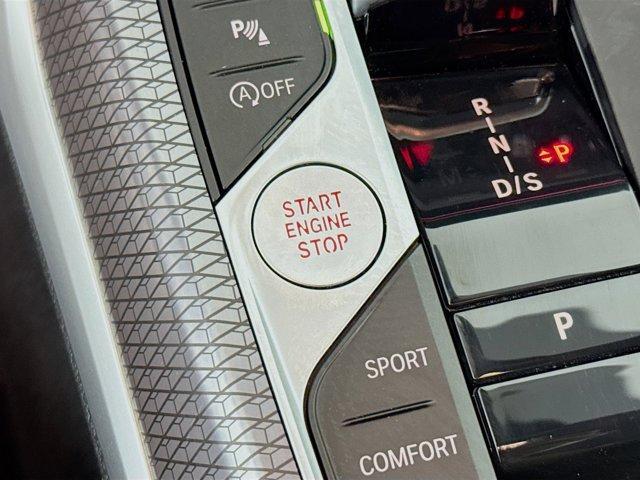 P
A OFF
START
ENGINE
STOP
SPORT
COMFORT
R
N
D/S
P
P